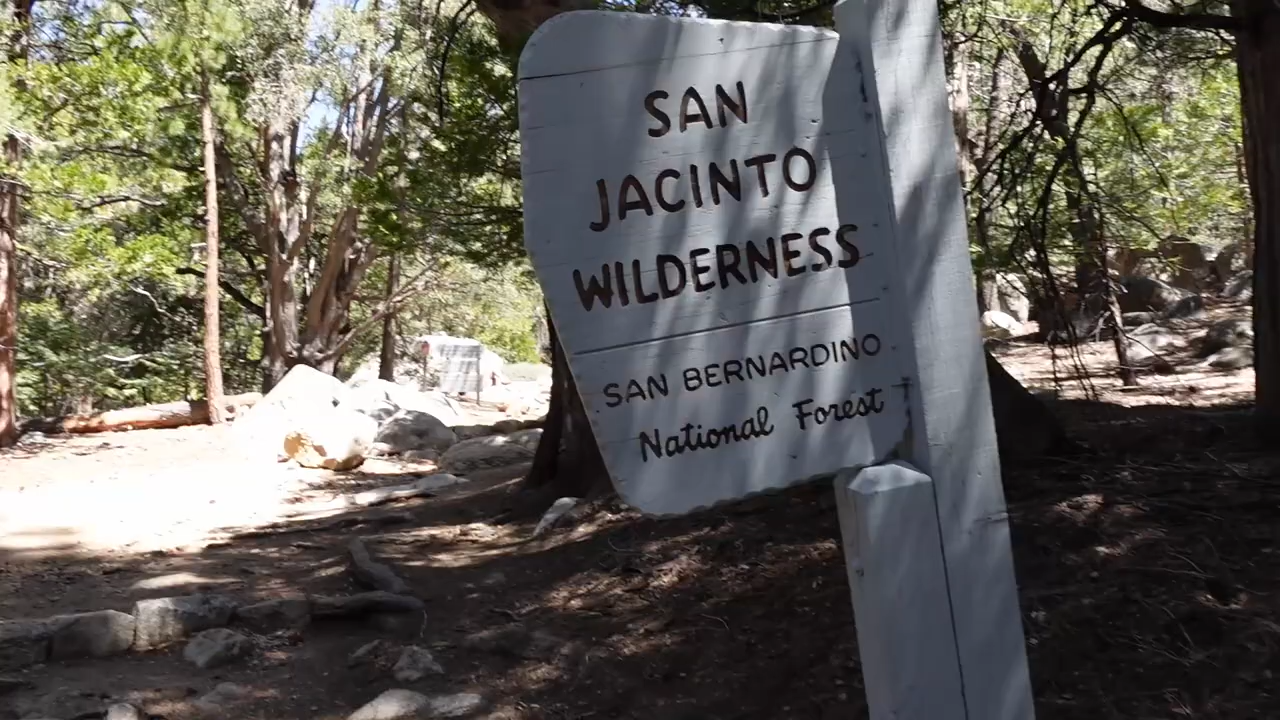 SAN
JACINTO
WILDERNESS
SAN BERNARDINO
National Forest